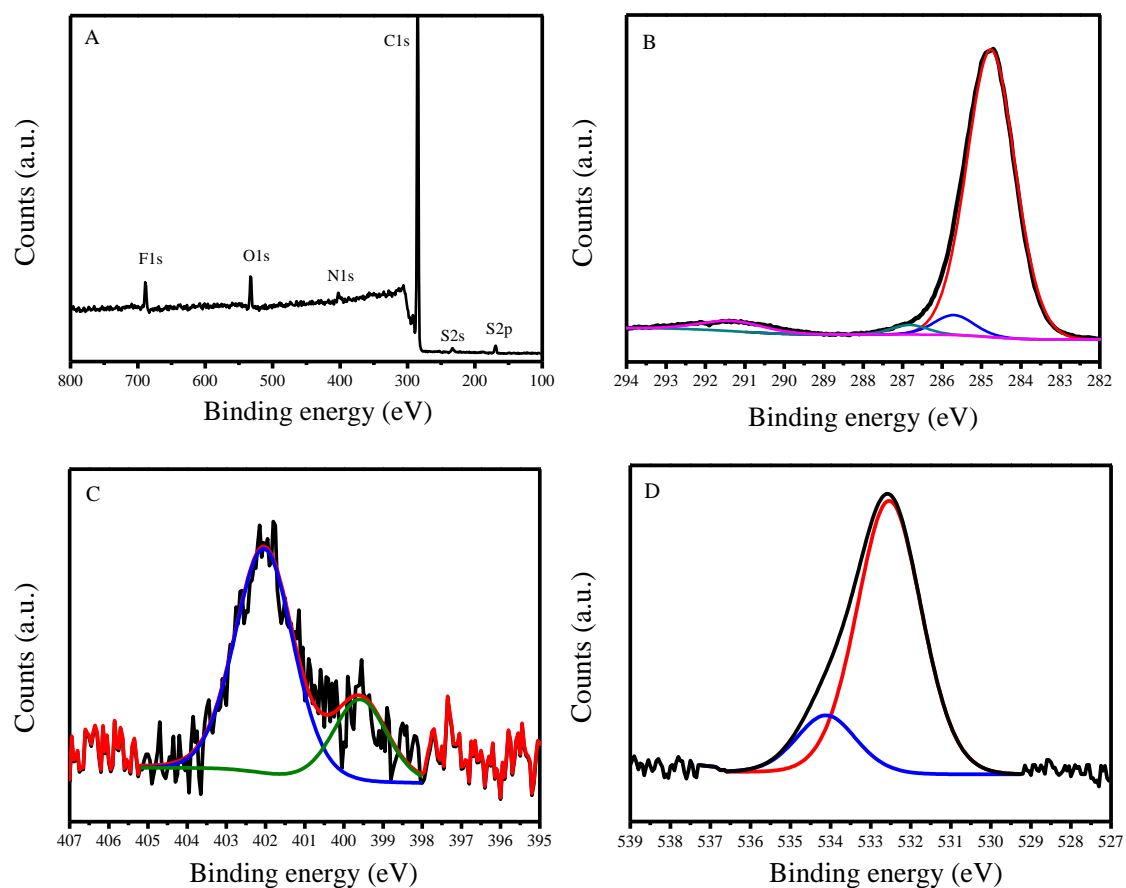 A
C1s
F1s
O1s
N1s
S2s
S2p
Counts (a.u.)
800 700 600 500 400 300 200 100
Binding energy (eV)
B
Counts (a.u.)
294 293 292 291 290 289 288 287 286 285 284 283 282
Binding energy (eV)
C
Counts (a.u.)
407 406 405 404 403 402 401 400 399 398 397 396 395
Binding energy (eV)
D
Counts (a.u.)
539 538 537 536 535 534 533 532 531 530 529 528 527
Binding energy (eV)